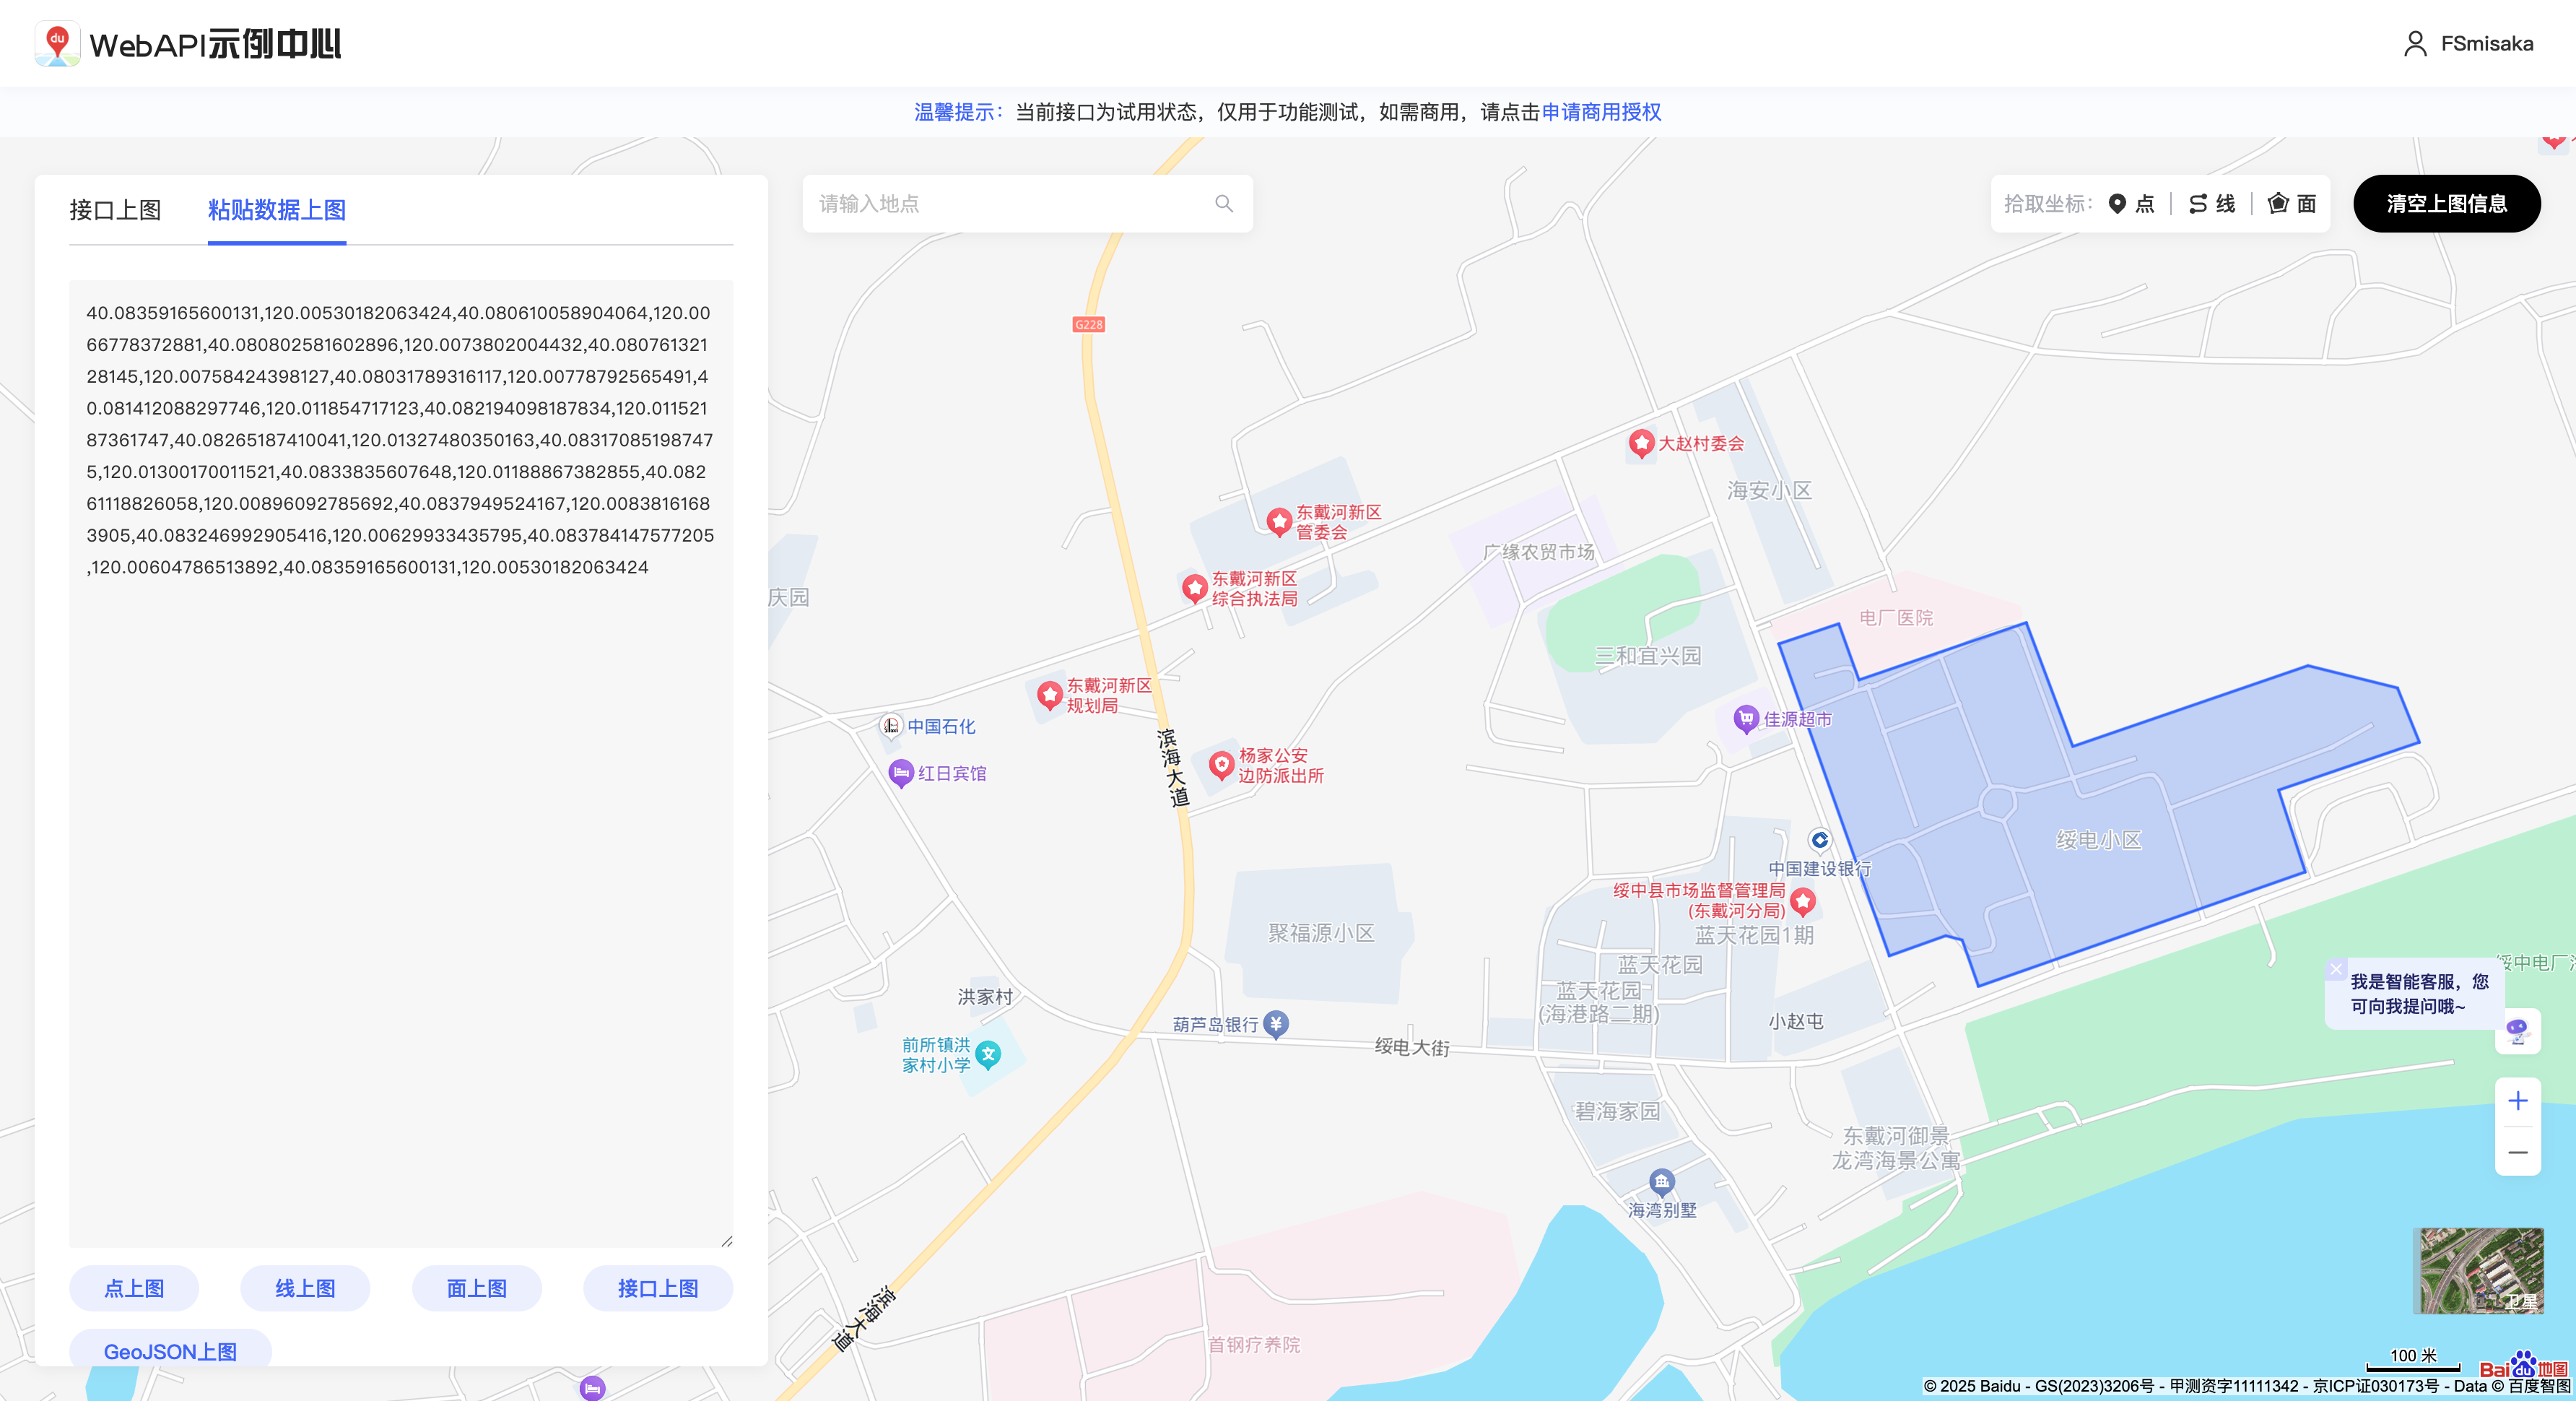 du WebAPI示例中心
FSmisaka
温馨提示：当前接口为试用状态，仅用于功能测试，如需商用，请点击申请商用授权
接口上图
粘贴数据上图
请输入地点
拾取坐标：
点
线
面
清空上图信息
40.08359165600131,120.00530182063424,40.080610058904064,120.00
66778372881,40.080802581602896,120.0073802004432,40.080761321
28145,120.00758424398127,40.08031789316117,120.00778792565491,4
0.081412088297746,120.011854717123,40.082194098187834,120.011521
87361747,40.08265187410041,120.01327480350163,40.08317085198747
5,120.01300170011521,40.0833835607648,120.01188867382855,40.082
61118826058,120.00896092785692,40.0837949524167,120.0083816168
3905,40.083246992905416,120.00629933435795,40.083784147577205
,120.00604786513892,40.08359165600131,120.00530182063424
点上图
线上图
面上图
接口上图
GeoJSON上图
G228
大赵村委会
海安小区
东戴河新区
管委会
广缘农贸市场
东戴河新区
综合执法局
庆园
电厂医院
三和宜兴园
东戴河新区
规划局
佳源超市
中国石化
滨海大道
杨家公安
边防派出所
红日宾馆
绥电小区
中国建设银行
绥中县市场监督管理局
(东戴河分局)
聚福源小区
蓝天花园1期
蓝天花园
蓝天花园
(海港路二期)
洪家村
葫芦岛银行
小赵屯
绥电大街
前所镇洪
家村小学
文
碧海家园
东戴河御景
龙湾海景公寓
海湾别墅
滨海大道
首钢疗养院
绥中电厂
我是智能客服，您
可向我提问哦~
卫星
100 米
Bai du 地图
© 2025 Baidu - GS(2023)3206号 - 甲测资字11111342 - 京ICP证030173号 - Data © 百度智图